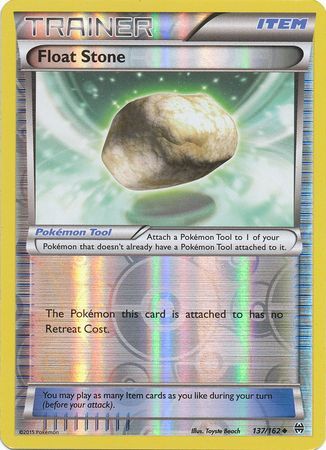 TRAINER ITEM
Float Stone
Pokémon Tool
Attach a Pokémon Tool to 1 of your
Pokémon that doesn't already have a Pokémon Tool attached to it.
The Pokémon this card is attached to has no
Retreat Cost.
You may play as many Item cards as you like during your turn
(before your attack).
©2015 Pokémon
Illus. Toyste Beach
137/162